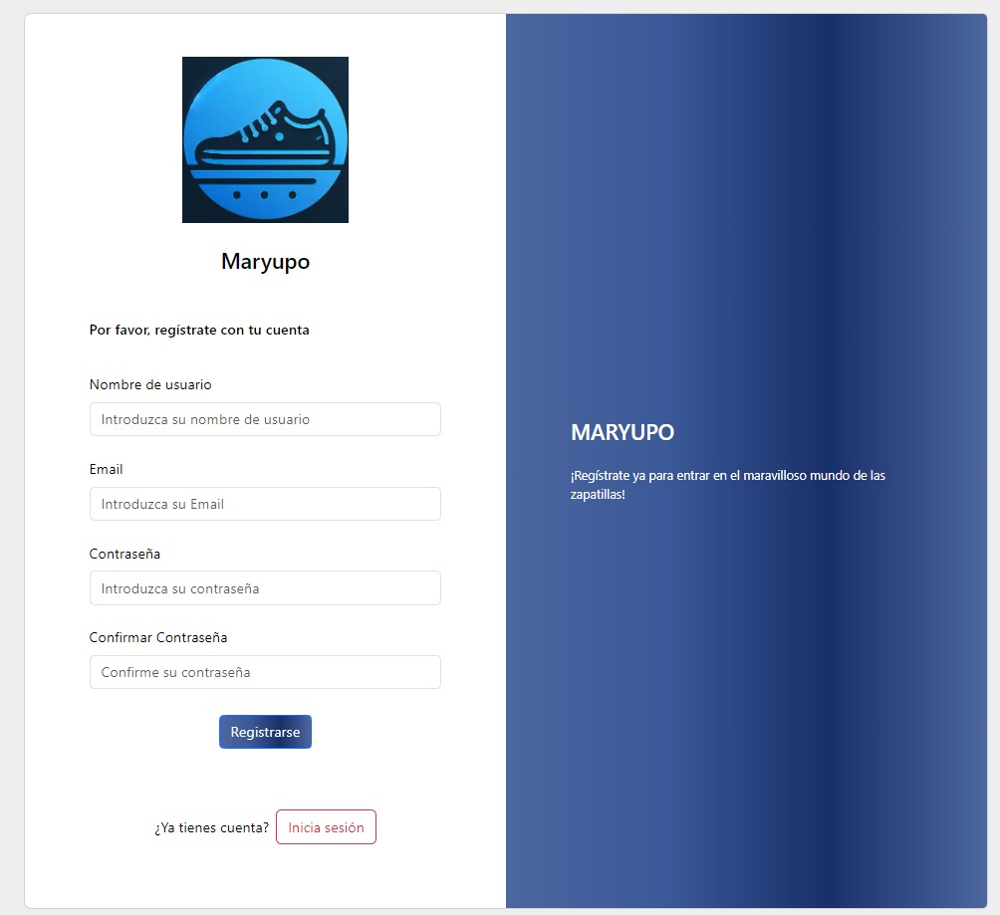 Maryupo
Por favor, regístrate con tu cuenta
Nombre de usuario
Introduzca su nombre de usuario
Email
Introduzca su Email
Contraseña
Introduzca su contraseña
Confirmar Contraseña
Confirme su contraseña
Registrarse
¿Ya tienes cuenta? Inicia sesión
MARYUPO
¡Regístrate ya para entrar en el maravilloso mundo de las
zapatillas!